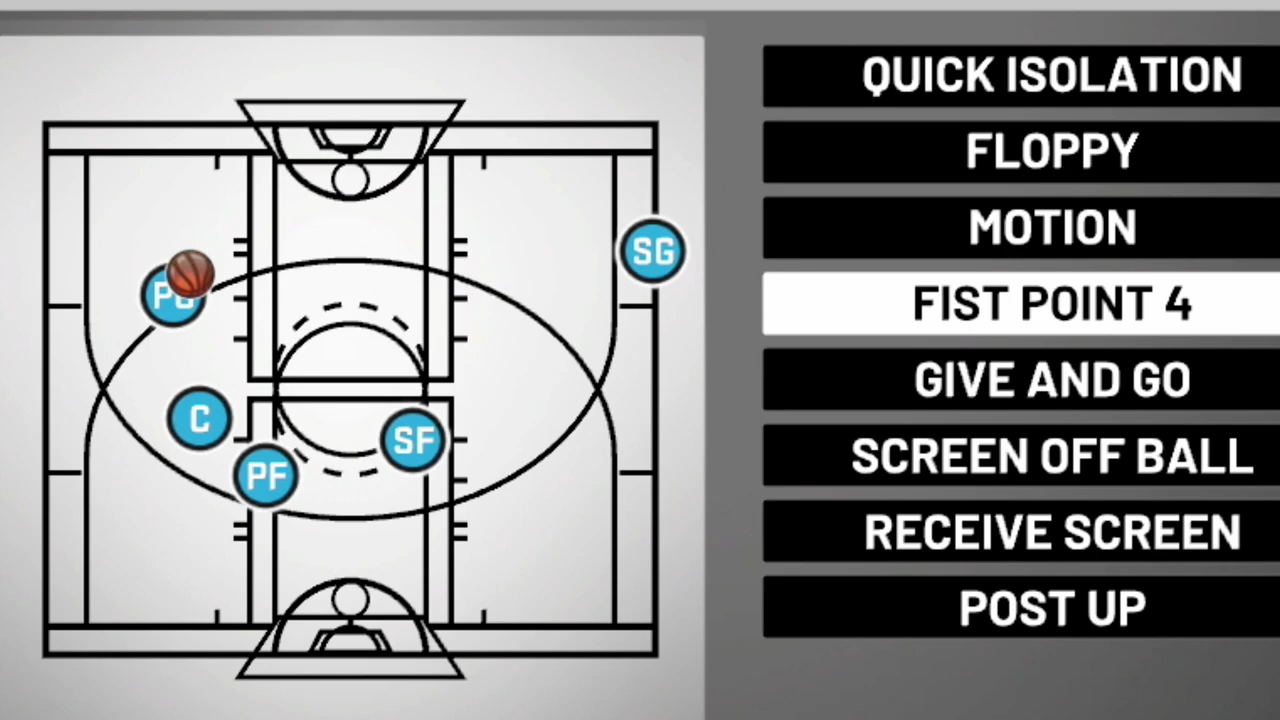 QUICK ISOLATION
FLOPPY
MOTION
FIST POINT 4
GIVE AND GO
SCREEN OFF BALL
RECEIVE SCREEN
POST UP
SG
PG
C
SF
PF